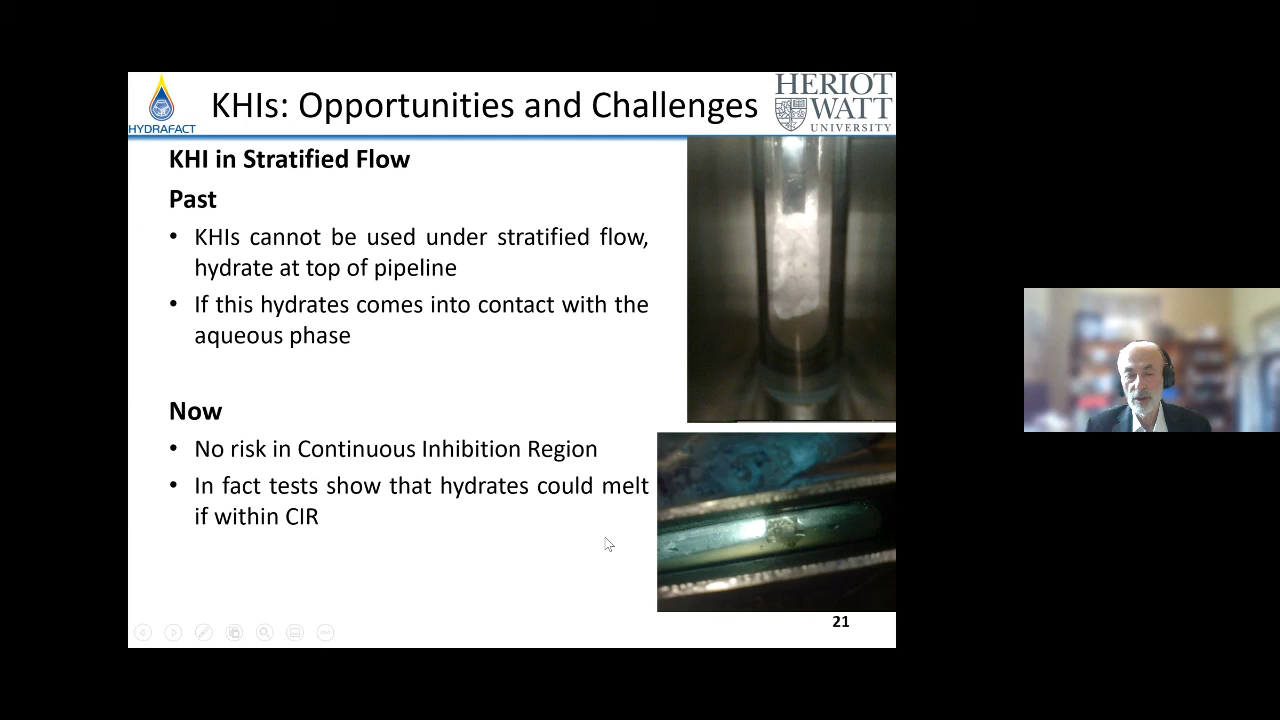 HYDRAFACT
KHIs: Opportunities and Challenges
HERIOT
WATT
UNIVERSITY
KHI in Stratified Flow
Past
• KHIs cannot be used under stratified flow,
hydrate at top of pipeline
• If this hydrates comes into contact with the
aqueous phase
Now
• No risk in Continuous Inhibition Region
• In fact tests show that hydrates could melt
if within CIR
21